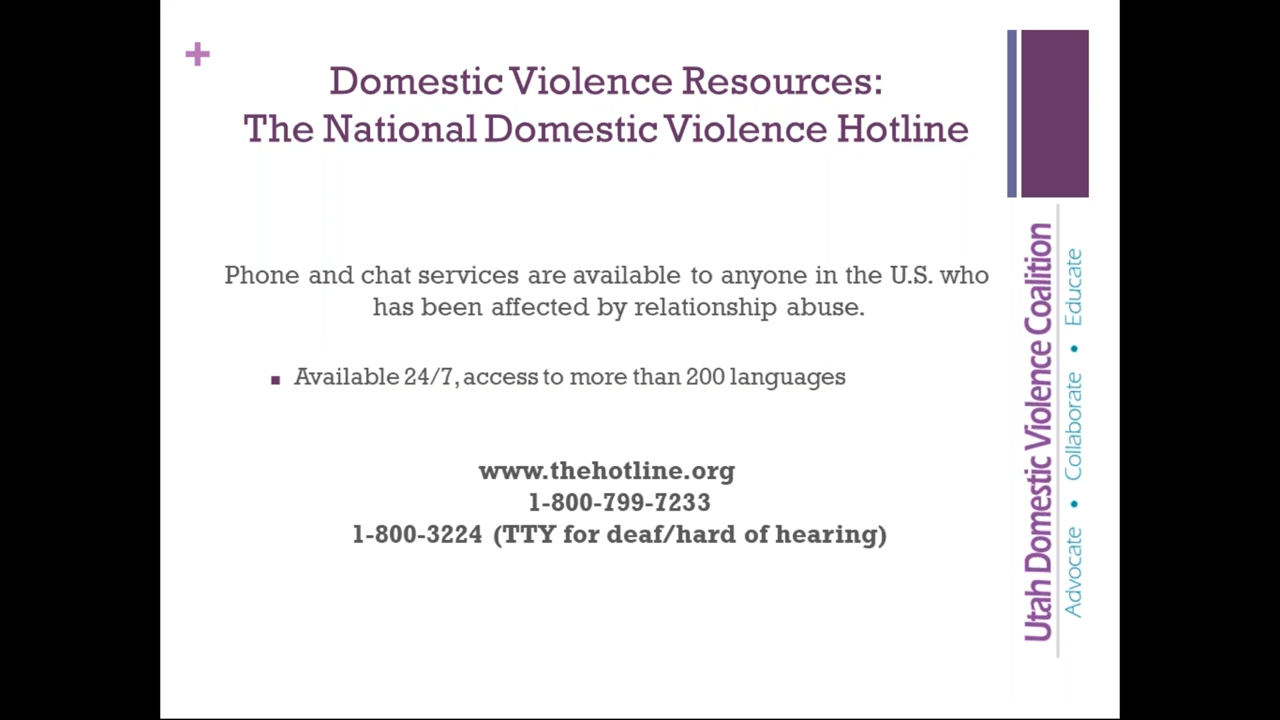 +
Domestic Violence Resources:
The National Domestic Violence Hotline
Phone and chat services are available to anyone in the U.S. who
has been affected by relationship abuse.
▪ Available 24/7, access to more than 200 languages
www.thehotline.org
1-800-799-7233
1-800-3224 (TTY for deaf/hard of hearing)
Utah Domestic Violence Coalition
Advocate • Collaborate • Educate